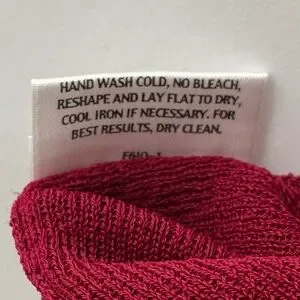 HAND WASH COLD, NO BLEACH,
RESHAPE AND LAY FLAT TO DRY,
COOL IRON IF NECESSARY. FOR
BEST RESULTS, DRY CLEAN.